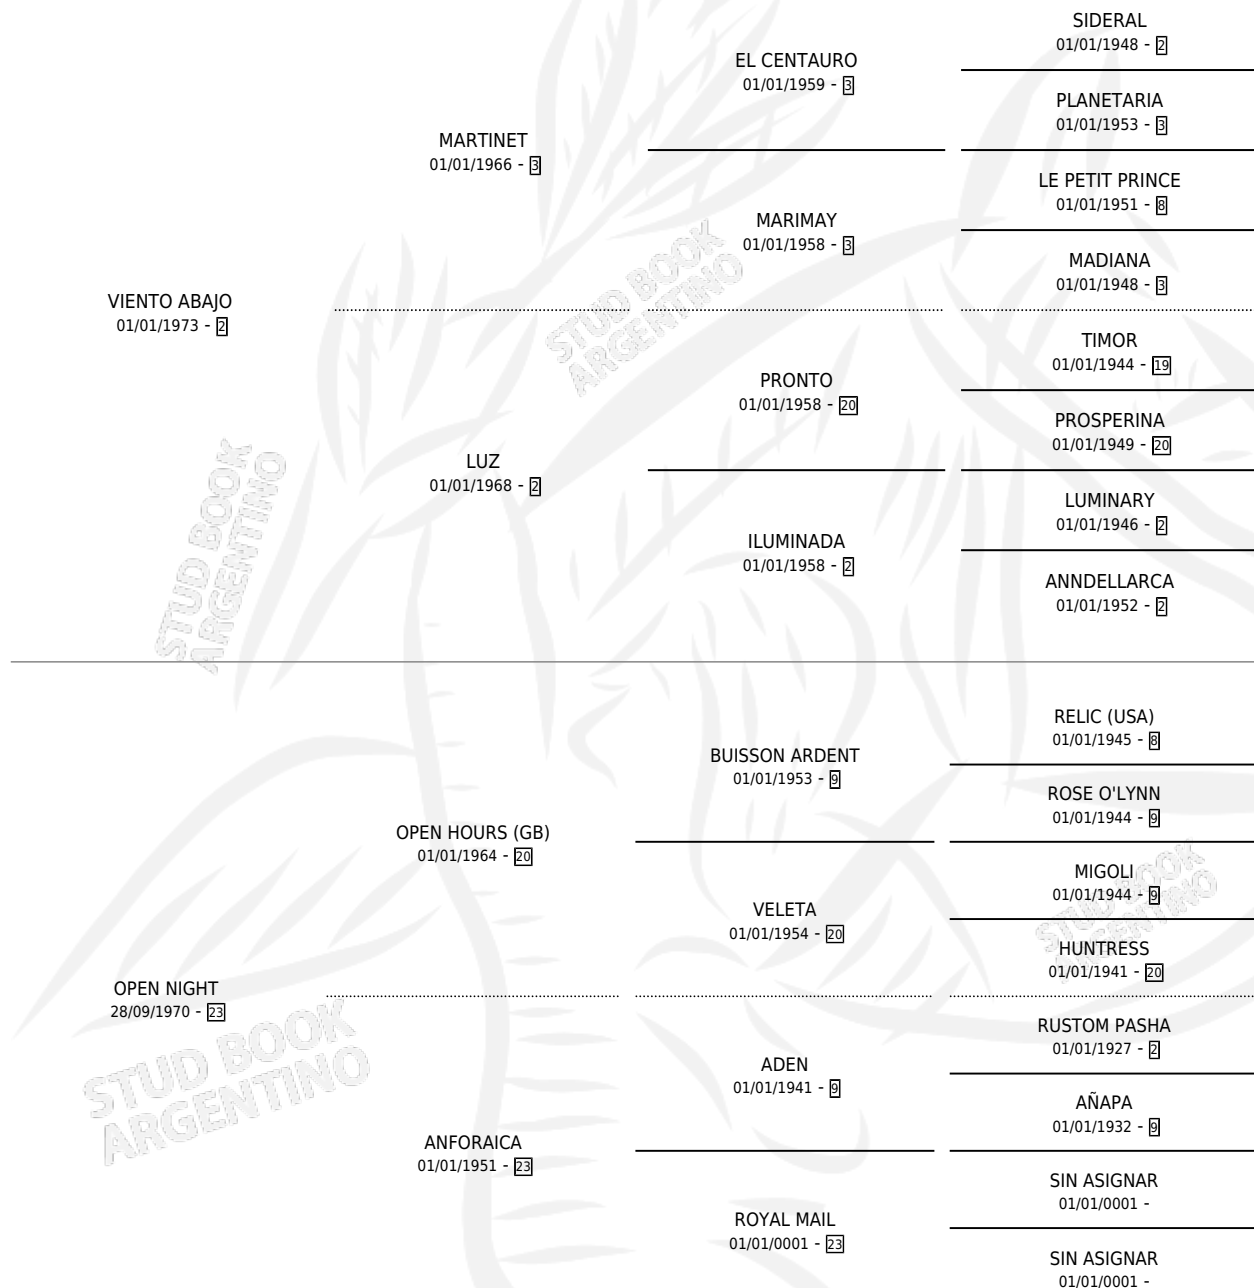 SIDERAL
01/01/1948 - 2
EL CENTAURO
01/01/1959 - 3
PLANETARIA
01/01/1953 - 3
MARTINET
01/01/1966 - 3
LE PETIT PRINCE
01/01/1951 - 8
MARIMAY
01/01/1958 - 3
MADIANA
01/01/1948 - 3
VIENTO ABAJO
01/01/1973 - 2
TIMOR
01/01/1944 - 19
PRONTO
01/01/1958 - 20
PROSPERINA
01/01/1949 - 20
LUZ
01/01/1968 - 2
LUMINARY
01/01/1946 - 2
ILUMINADA
01/01/1958 - 2
ANNDELLARCA
01/01/1952 - 2
RELIC (USA)
01/01/1945 - 8
BUISSON ARDENT
01/01/1953 - 9
ROSE O'LYNN
01/01/1944 - 9
OPEN HOURS (GB)
01/01/1964 - 20
MIGOLI
01/01/1944 - 9
VELETA
01/01/1954 - 20
HUNTRESS
01/01/1941 - 20
OPEN NIGHT
28/09/1970 - 23
RUSTOM PASHA
01/01/1927 - 2
ADEN
01/01/1941 - 9
AÑAPA
01/01/1932 - 9
ANFORAICA
01/01/1951 - 23
SIN ASIGNAR
01/01/0001 -
ROYAL MAIL
01/01/0001 - 23
SIN ASIGNAR
01/01/0001 -
STUD BOOK
ARGENTINO
STUD BOOK
ARGENTINO
STUD BOOK
ARGENTINO
STUD BOOK
ARGENTINO